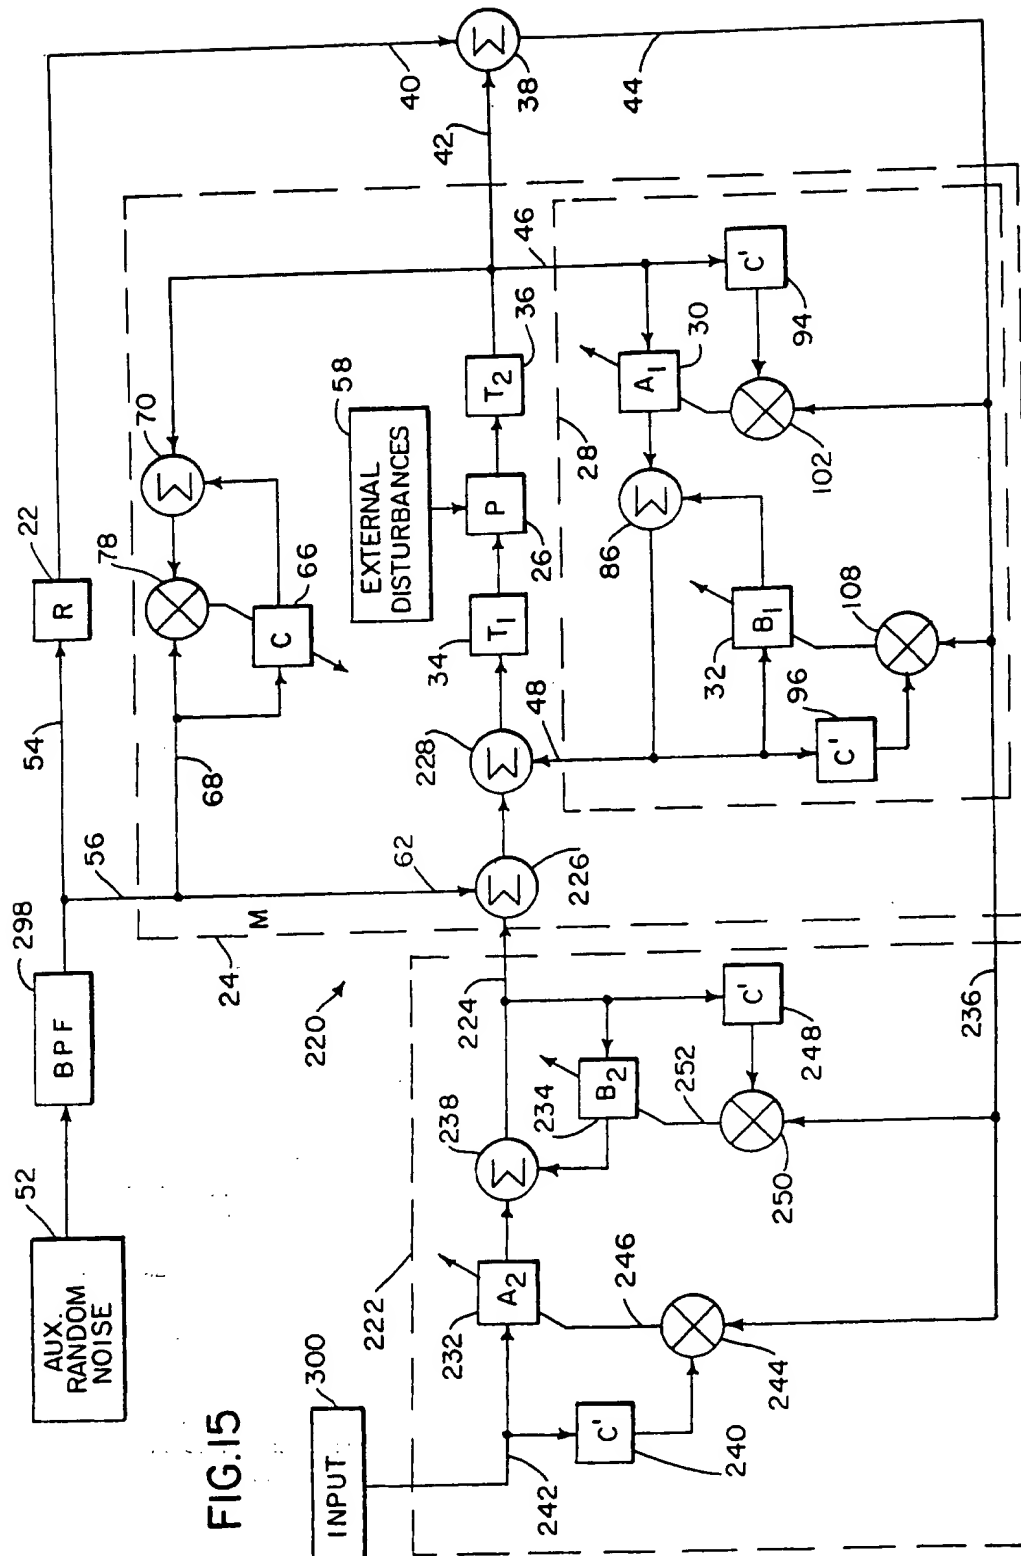 FIG.15
AUX.
RANDOM
NOISE
52
BPF
298
54
R
22
40
Σ
38
42
44
56
68
78
70
Σ
C
66
24
M
62
58
EXTERNAL
DISTURBANCES
34
T1
P
26
T2
36
46
220
224
Σ
226
Σ
228
48
28
86
Σ
A1
30
C'
94
102
32
B1
96
C'
108
INPUT
300
222
242
232
A2
238
Σ
234
B2
252
C'
248
250
246
244
C'
240
236